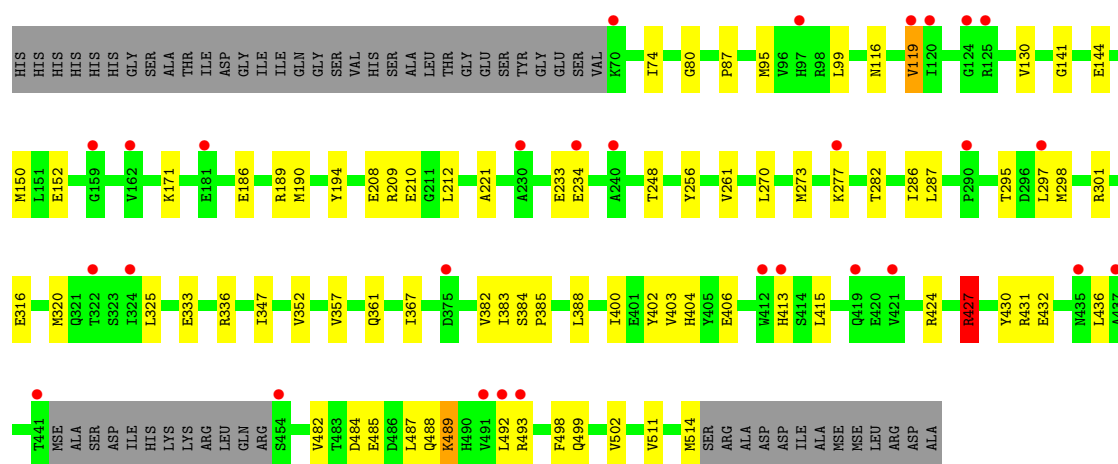 HIS HIS HIS HIS HIS HIS GLY SER ALA THR ILE ASP GLY ILE ILE GLN GLY SER VAL HIS SER ALA LEU THR GLY GLU SER TYR GLY GLU SER VAL K70 I74 G80 P87 M95 V96 H97 R98 L99 N116 V119 I120 G124 R125 V130 G141 E144
M150 L151 E152 G159 V162 K171 E181 E186 R189 M190 Y194 E208 R209 E210 G211 L212 A221 A230 E233 E234 A240 T248 Y256 V261 L270 M273 K277 T282 I286 L287 P290 T295 D296 L297 M298 R301
E316 M320 Q321 T322 S323 I324 L325 E333 R336 I347 V352 V357 Q361 I367 D375 V382 I383 S384 P385 L388 I400 E401 Y402 V403 H404 Y405 E406 W412 H413 S414 L415 Q419 E420 V421 R424 R427 Y430 R431 E432 N435 L436 A437
T441 MSE ALA SER ASP ILE HIS LYS LYS ARG LEU GLN ARG S454 V482 T483 D484 E485 D486 L487 Q488 K489 H490 V491 L492 R493 F498 Q499 V502 V511 M514 SER ARG ALA ASP ASP ILE ALA MSE MSE LEU ARG ASP ALA